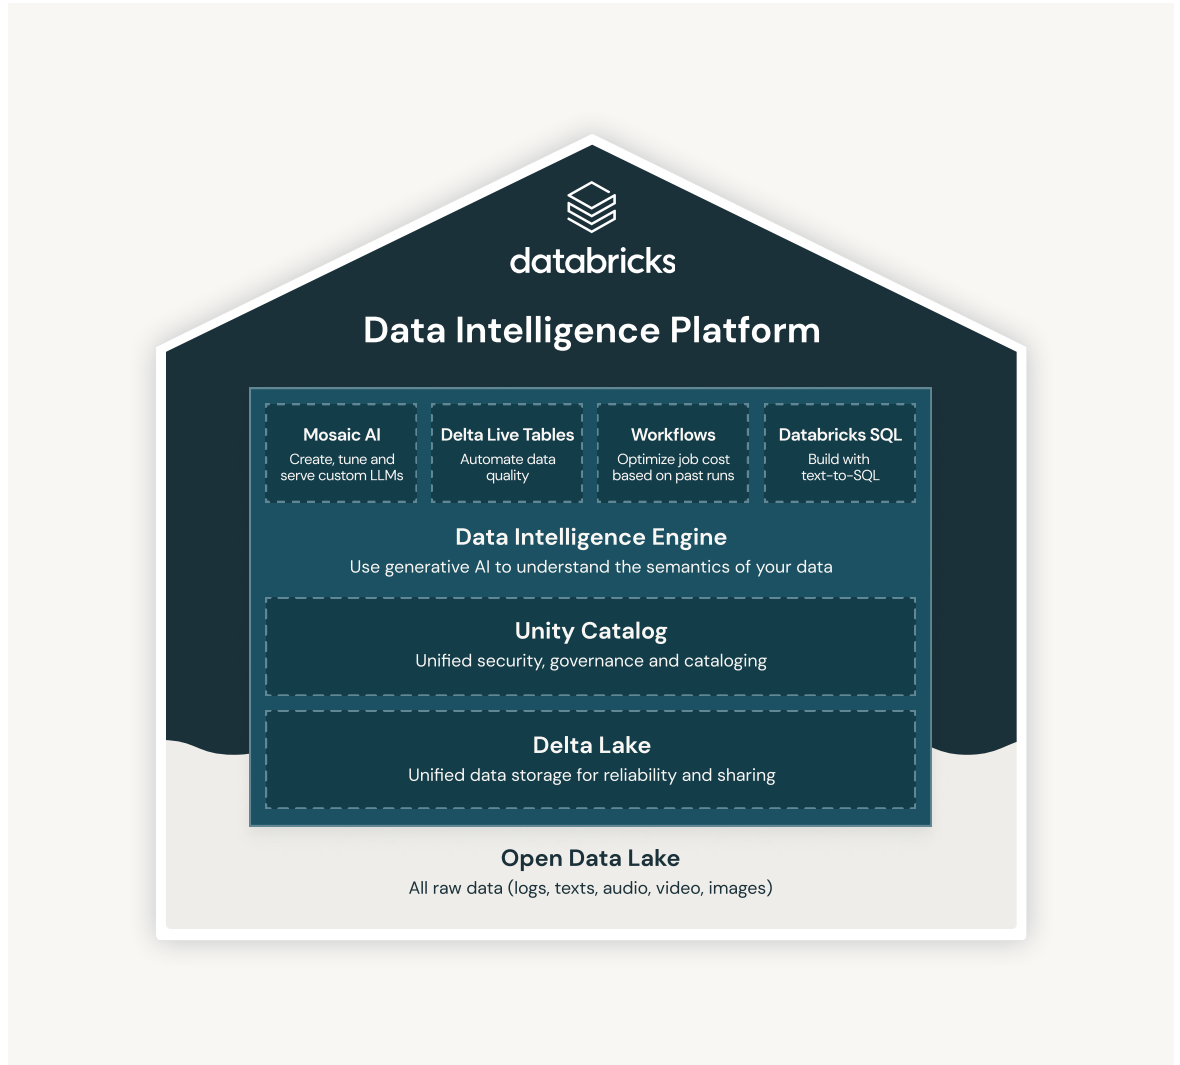 databricks
Data Intelligence Platform
Mosaic AI
Create, tune and
serve custom LLMs
Delta Live Tables
Automate data
quality
Workflows
Optimize job cost
based on past runs
Databricks SQL
Build with
text-to-SQL
Data Intelligence Engine
Use generative AI to understand the semantics of your data
Unity Catalog
Unified security, governance and cataloging
Delta Lake
Unified data storage for reliability and sharing
Open Data Lake
All raw data (logs, texts, audio, video, images)